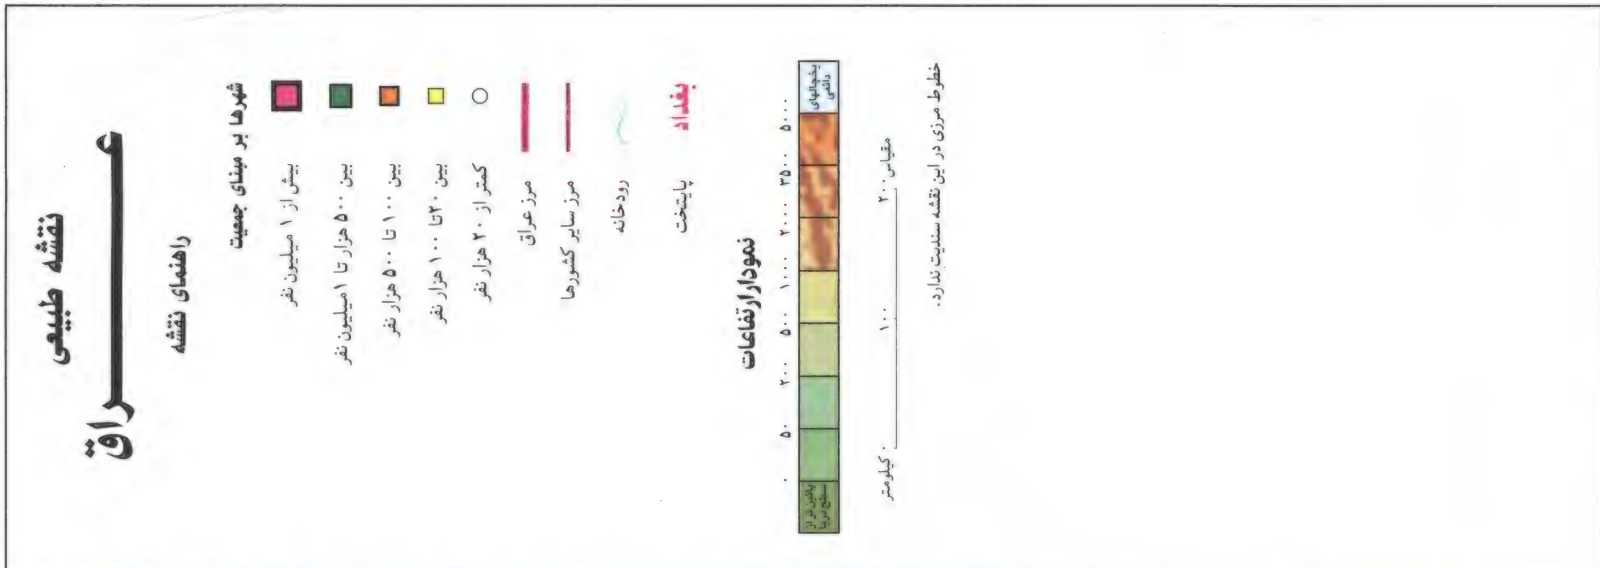 نقشه طبیعی
عـراق
راهنمای نقشه
شهرها بر مبنای جمعیت
بیش از ۱ میلیون نفر
بین ۵۰۰ هزار تا ۱ میلیون نفر
بین ۱۰۰ تا ۵۰۰ هزار نفر
بین ۲۰ تا ۱۰۰ هزار نفر
کمتر از ۲۰ هزار نفر
مرز عراق
مرز سایر کشورها
رودخانه
بغداد
پایتخت
نمودار ارتفاعات
۰ ۵۰ ۲۰۰ ۵۰۰ ۱۰۰۰ ۲۰۰۰ ۳۵۰۰ ۵۰۰۰
یخچالهای
دائمی
پائین تر از
سطح دریا
مقیاس
۰ ۱۰۰ ۲۰۰
کیلومتر
خطوط مرزی در این نقشه سندیت ندارد.